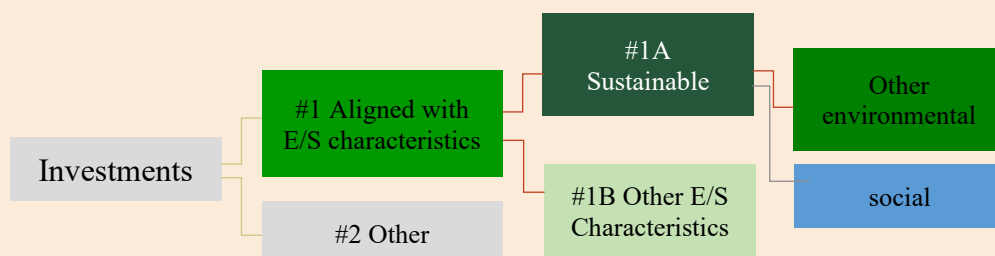 Investments
#1 Aligned with
E/S characteristics
#2 Other
#1A
Sustainable
#1B Other E/S
Characteristics
Other
environmental
social